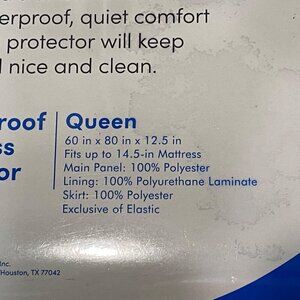 erproof, quiet comfort
protector will keep
nice and clean.
roof
ss
or
Queen
60 in x 80 in x 12.5 in
Fits up to 14.5-in Mattress
Main Panel: 100% Polyester
Lining: 100% Polyurethane Laminate
Skirt: 100% Polyester
Exclusive of Elastic
Inc.
Houston, TX 77042